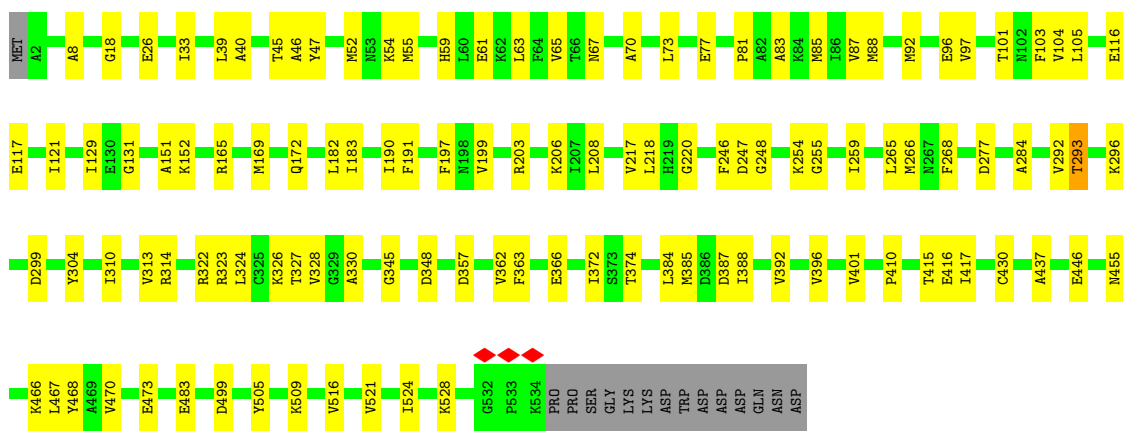 MET A2 A8 G18 E26 I33 L39 A40 T45 A46 Y47 M52 N53 K54 M55 H59 L60 E61 K62 L63 F64 V65 T66 N67 A70 L73 E77 P81 A82 A83 K84 M85 I86 V87 M88 M92 E96 V97 T101 N102 F103 V104 L105 E116
E117 I121 I129 E130 G131 A151 K152 R165 M169 Q172 L182 I183 I190 F191 F197 N198 V199 R203 K206 I207 L208 V217 L218 H219 G220 F246 D247 G248 K254 G255 I259 L265 M266 N267 F268 D277 A284 V292 T293 K296
D299 Y304 I310 V313 R314 R322 R323 L324 C325 K326 T327 V328 G329 A330 G345 D348 D357 V362 F363 E366 I372 S373 T374 L384 M385 D386 D387 I388 V392 V396 V401 P410 T415 E416 I417 C430 A437 E446 N455
K466 L467 Y468 A469 V470 E473 E483 D499 Y505 K509 V516 V521 I524 K528 G532 P533 K534 PRO PRO SER GLY LYS LYS ASP TRP ASP ASP ASP GLN ASN ASP